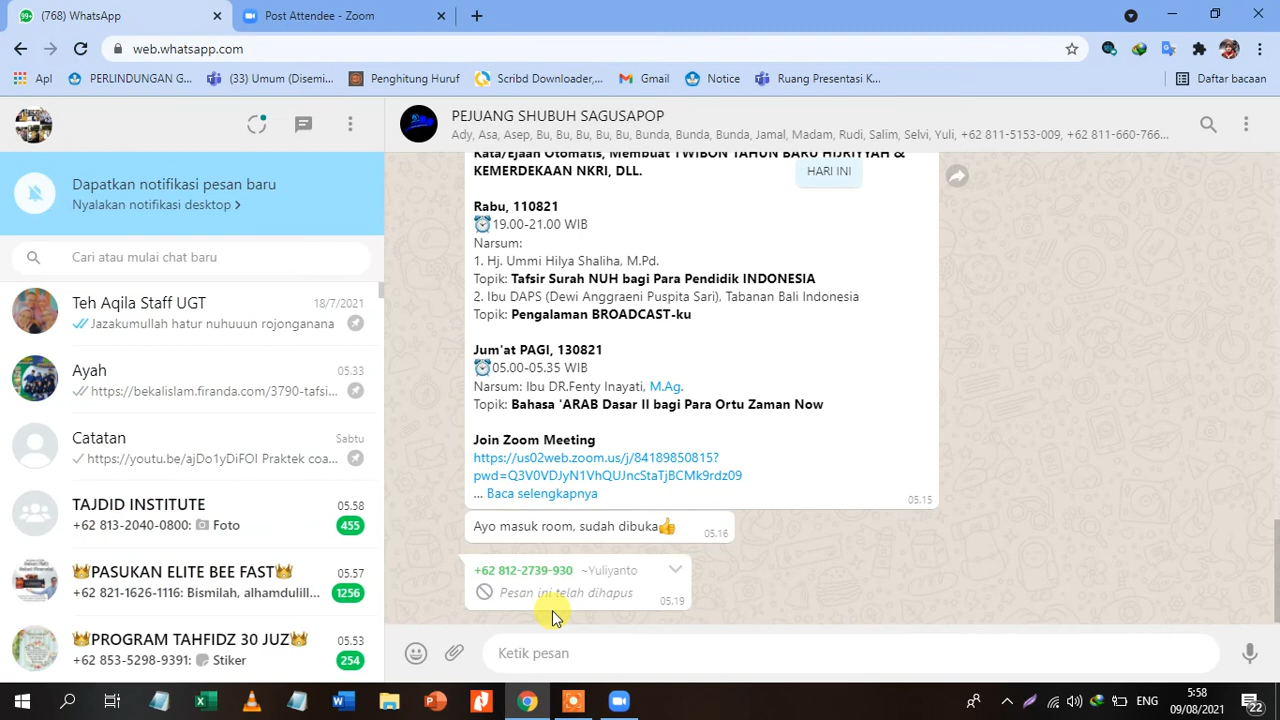 99+ (768) WhatsApp
Post Attendee - Zoom
web.whatsapp.com
Apl
PERLINDUNGAN G...
(33) Umum (Disemi...
Penghitung Huruf
Scribd Downloader,...
Gmail
Notice
Ruang Presentasi K...
Daftar bacaan
PEJUANG SHUBUH SAGUSAPOP
Ady, Asa, Asep, Bu, Bu, Bu, Bu, Bunda, Bunda, Bunda, Jamal, Madam, Rudi, Salim, Selvi, Yuli, +62 811-5153-009, +62 811-660-766...
Dapatkan notifikasi pesan baru
Nyalakan notifikasi desktop >
Cari atau mulai chat baru
Teh Aqila Staff UGT 18/7/2021
Jazakumullah hatur nuhuuun rojonganana
Ayah 05.33
https://bekalislam.firanda.com/3790-tafsi...
Catatan Sabtu
https://youtu.be/ajDo1yDiFOI Praktek coa...
TAJDID INSTITUTE 05.58
+62 813-2040-0800: Foto 455
👑PASUKAN ELITE BEE FAST👑 05.57
+62 821-1626-1116: Bismilah, alhamdulill... 1256
👑PROGRAM TAHFIDZ 30 JUZ👑 05.53
+62 853-5298-9391: Stiker 254
Kata/Ejaan Otomatis, Membuat TWIBON TAHUN BARU HIJRIYYAH &
KEMERDEKAAN NKRI, DLL.
HARI INI
Rabu, 110821
⏰19.00-21.00 WIB
Narsum:
1. Hj. Ummi Hilya Shaliha, M.Pd.
Topik: Tafsir Surah NUH bagi Para Pendidik INDONESIA
2. Ibu DAPS (Dewi Anggraeni Puspita Sari), Tabanan Bali Indonesia
Topik: Pengalaman BROADCAST-ku
Jum'at PAGI, 130821
⏰05.00-05.35 WIB
Narsum: Ibu DR.Fenty Inayati, M.Ag.
Topik: Bahasa 'ARAB Dasar II bagi Para Ortu Zaman Now
Join Zoom Meeting
https://us02web.zoom.us/j/84189850815?
pwd=Q3V0VDJyN1VhQUJncStaTjBCMk9rdz09
... Baca selengkapnya
05.15
Ayo masuk room, sudah dibuka👍 05.16
+62 812-2739-930 ~Yuliyanto
Pesan ini telah dihapus
05.19
Ketik pesan
ENG
5:58
09/08/2021
22